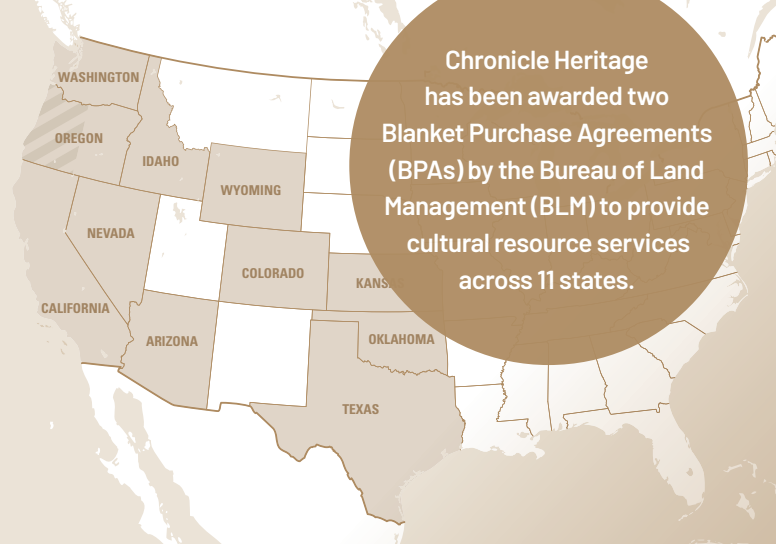 Chronicle Heritage
has been awarded two
Blanket Purchase Agreements
(BPAs) by the Bureau of Land
Management (BLM) to provide
cultural resource services
across 11 states.
WASHINGTON
OREGON
IDAHO
WYOMING
NEVADA
COLORADO
KANSAS
CALIFORNIA
ARIZONA
OKLAHOMA
TEXAS